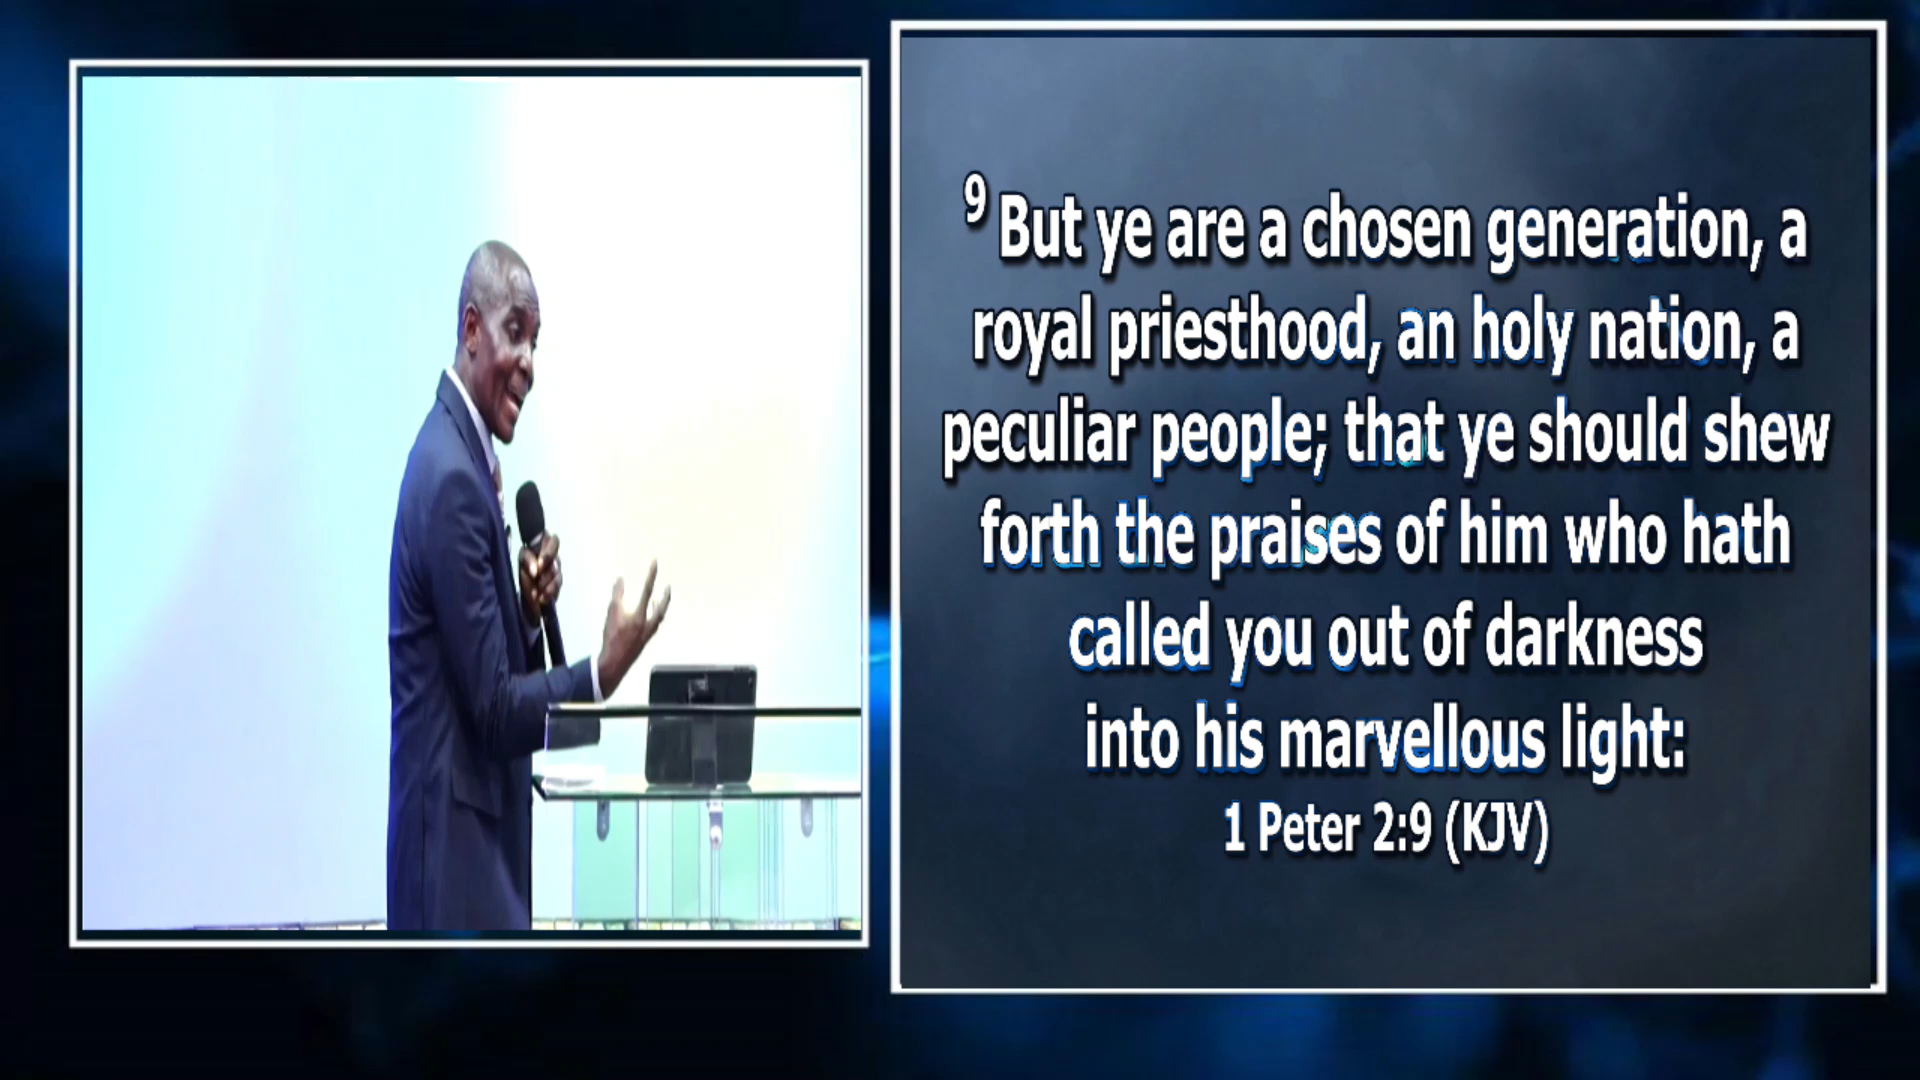 9 But ye are a chosen generation, a
royal priesthood, an holy nation, a
peculiar people; that ye should shew
forth the praises of him who hath
called you out of darkness
into his marvellous light:
1 Peter 2:9 (KJV)